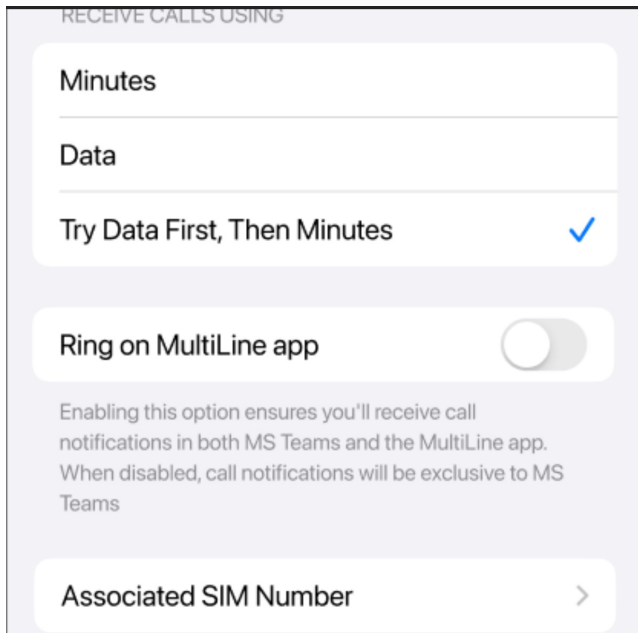 RECEIVE CALLS USING
Minutes
Data
Try Data First, Then Minutes
Ring on MultiLine app
Enabling this option ensures you'll receive call
notifications in both MS Teams and the MultiLine app.
When disabled, call notifications will be exclusive to MS
Teams
Associated SIM Number